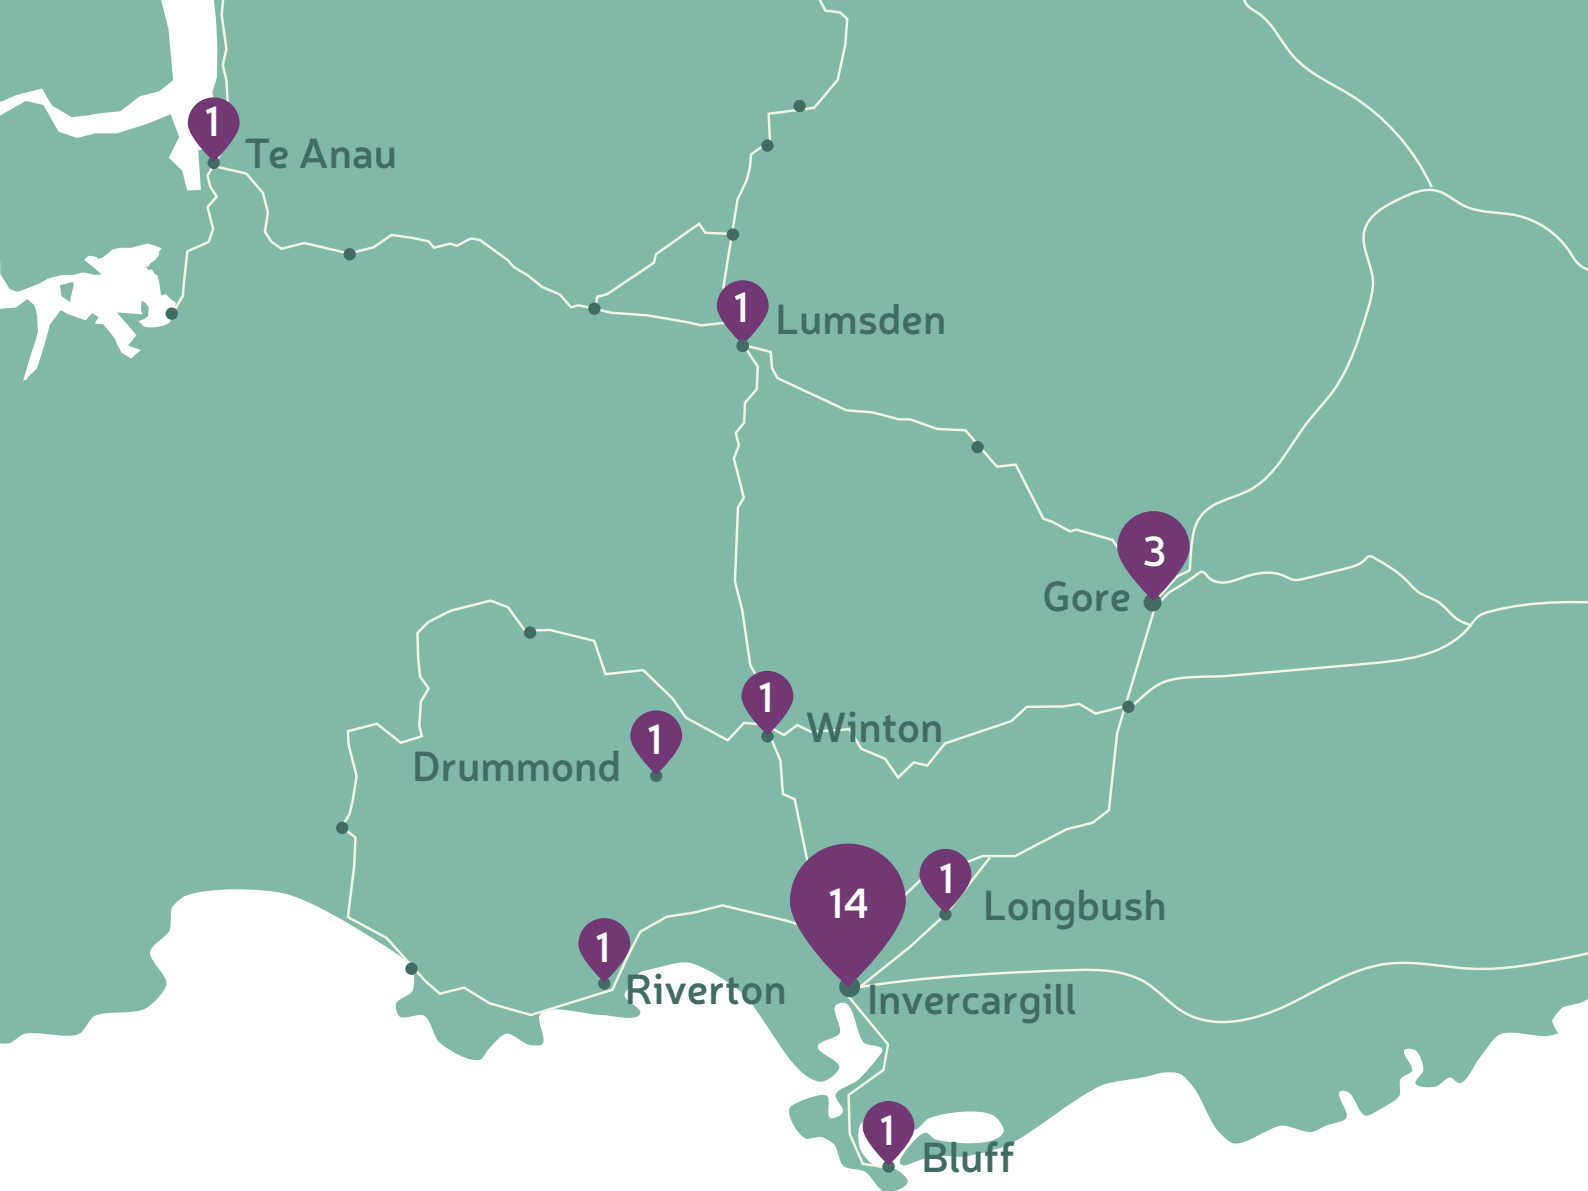 1
Te Anau
1
Lumsden
3
Gore
1
Winton
1
Drummond
14
Invercargill
1
Longbush
1
Riverton
1
Bluff